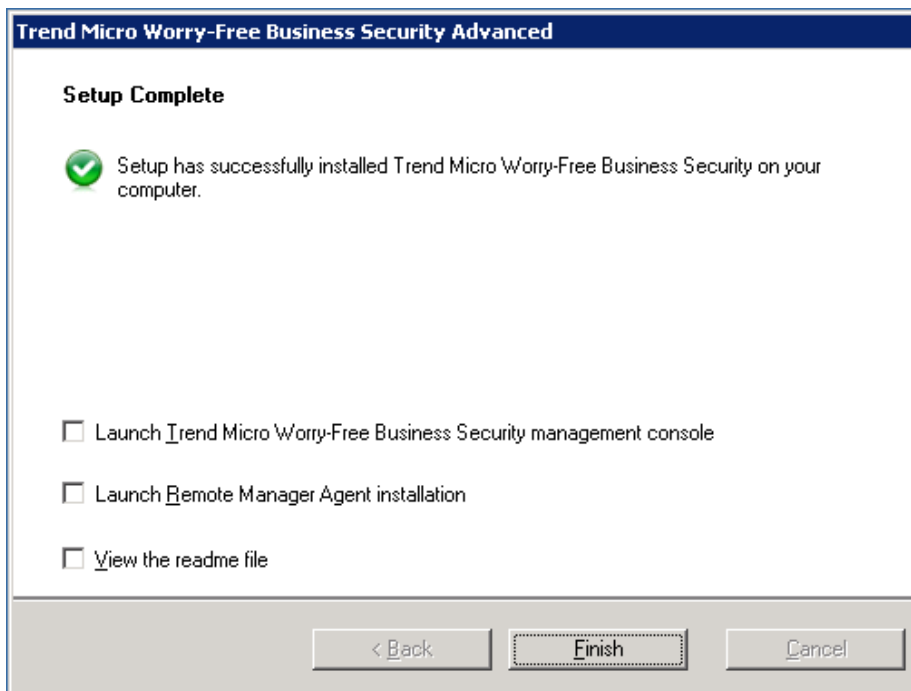 Trend Micro Worry-Free Business Security Advanced
Setup Complete
Setup has successfully installed Trend Micro Worry-Free Business Security on your
computer.
Launch Trend Micro Worry-Free Business Security management console
Launch Remote Manager Agent installation
View the readme file
< Back
Finish
Cancel